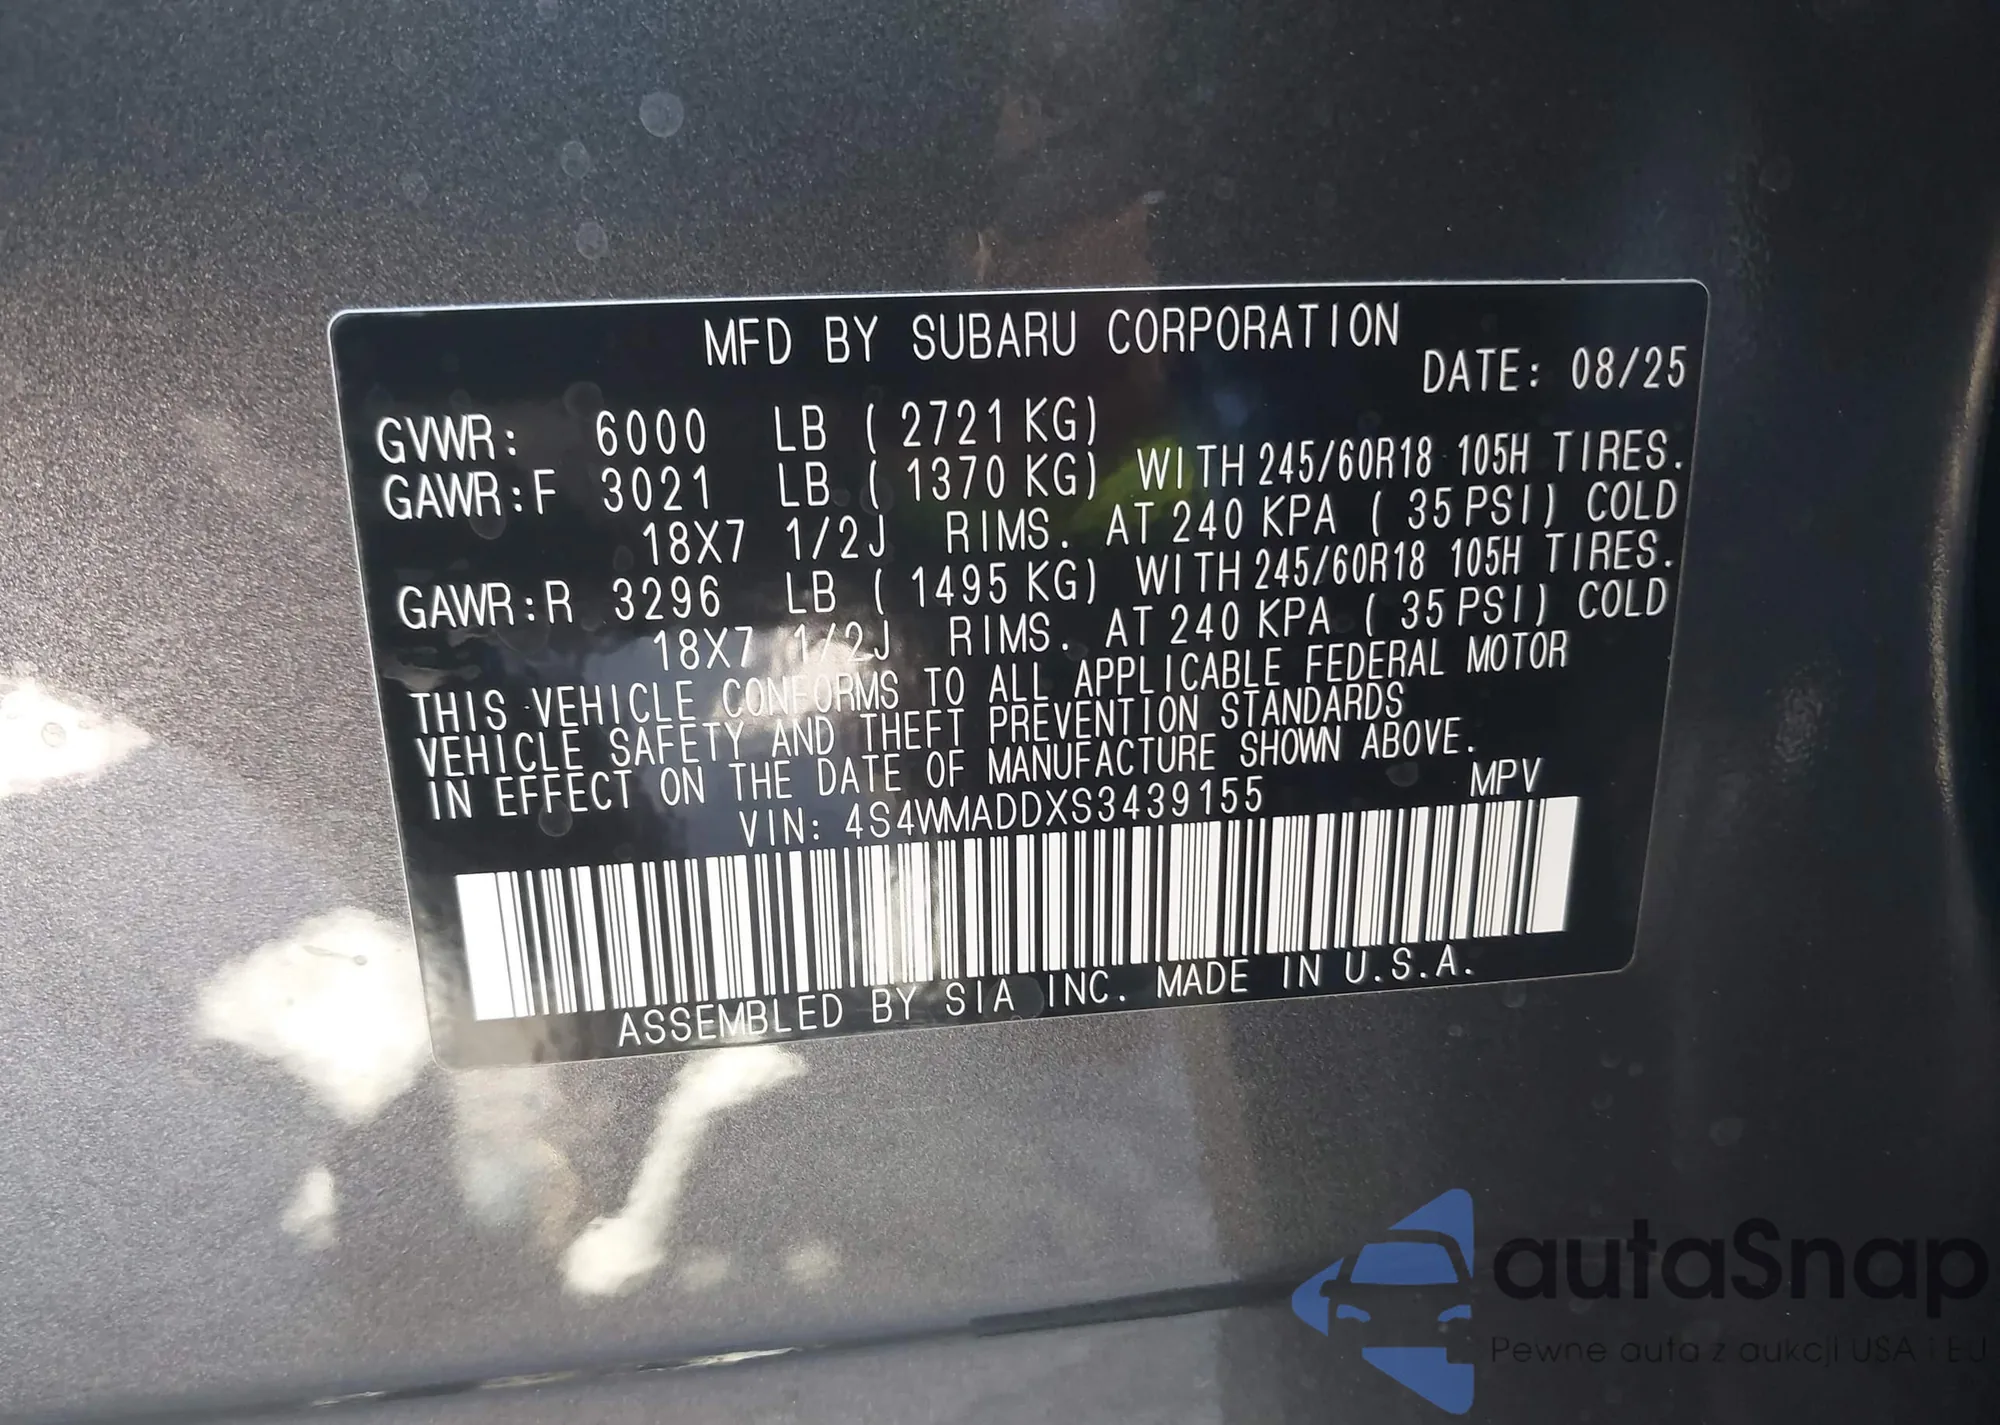 MFD BY SUBARU CORPORATION
DATE: 08/25
GVWR: 6000 LB ( 2721 KG)
GAWR:F 3021 LB ( 1370 KG) WITH 245/60R18 105H TIRES.
18X7 1/2J RIMS. AT 240 KPA ( 35 PSI) COLD
GAWR:R 3296 LB ( 1495 KG) WITH 245/60R18 105H TIRES.
18X7 1/2J RIMS. AT 240 KPA ( 35 PSI) COLD
THIS VEHICLE CONFORMS TO ALL APPLICABLE FEDERAL MOTOR
VEHICLE SAFETY AND THEFT PREVENTION STANDARDS
IN EFFECT ON THE DATE OF MANUFACTURE SHOWN ABOVE.
VIN: 4S4WMADDXS3439155 MPV
ASSEMBLED BY SIA INC. MADE IN U.S.A.
autaSnap
Pewne auta z aukcji USA i EU